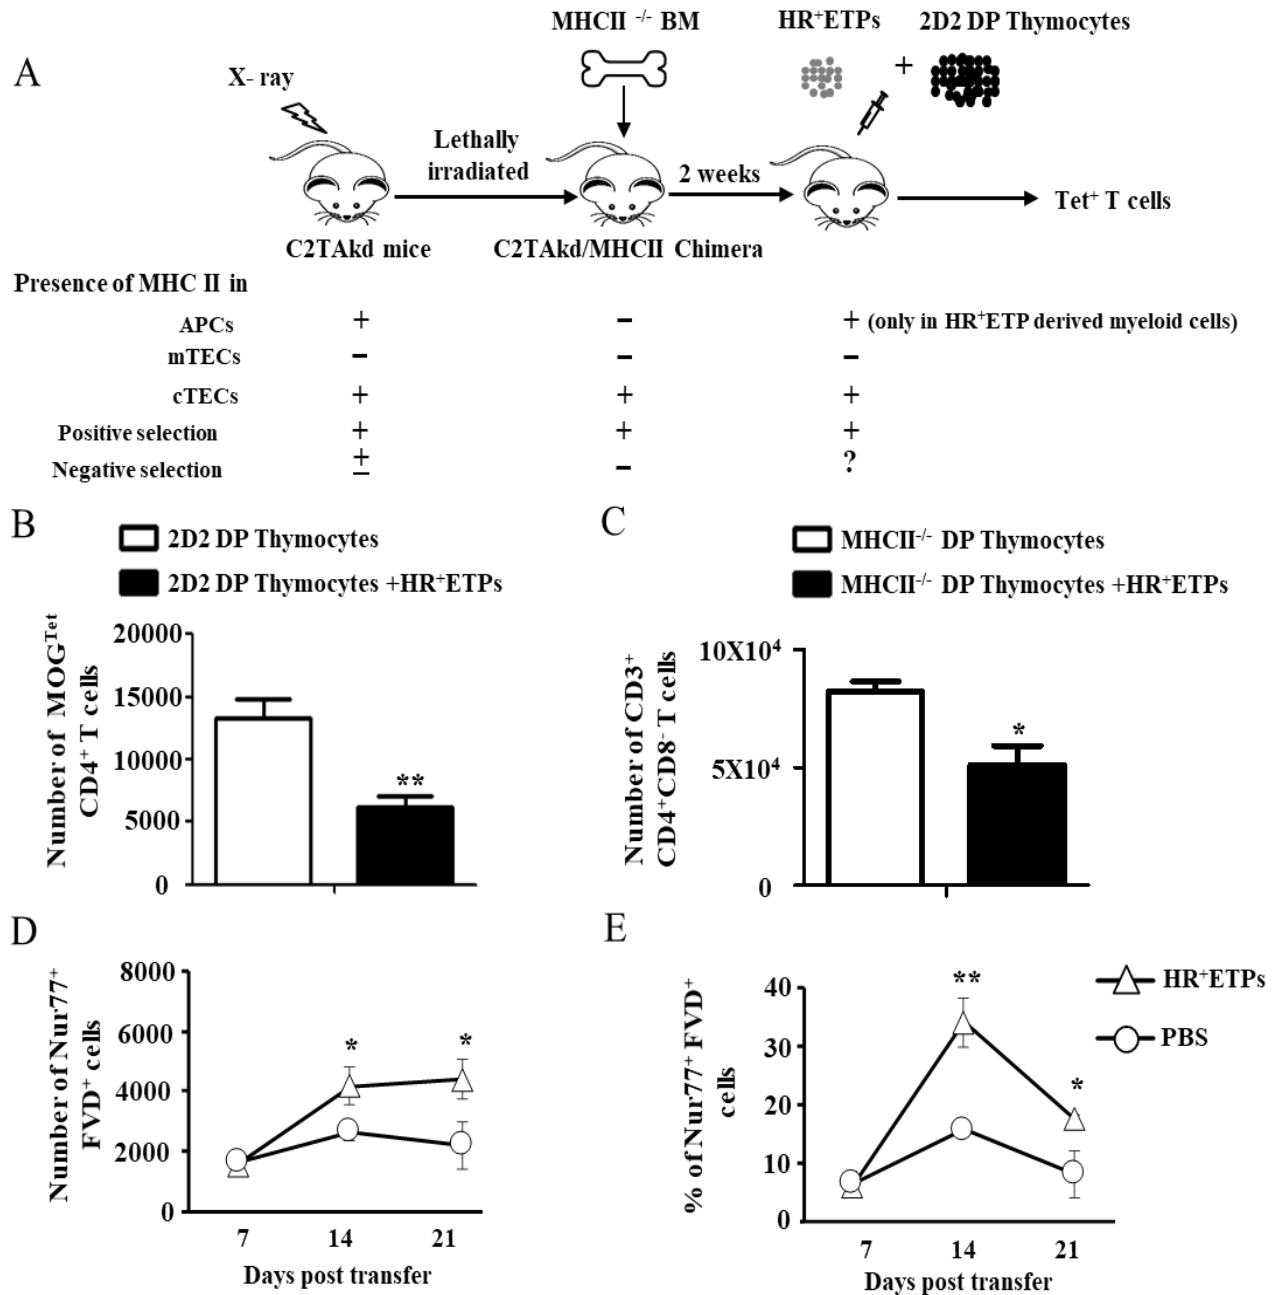 A
MHCII -/- BM
HR+ETPs
2D2 DP Thymocytes
X- ray
+
Lethally
irradiated
2 weeks
Tet+ T cells
C2TAkd mice
C2TAkd/MHCII Chimera
Presence of MHC II in
APCs + – + (only in HR+ETP derived myeloid cells)
mTECs – – –
cTECs + + +
Positive selection + + +
Negative selection ± – ?
B
2D2 DP Thymocytes
2D2 DP Thymocytes +HR+ETPs
Number of MOGTet
CD4+ T cells
20000
15000
10000
5000
0
**
C
MHCII-/- DP Thymocytes
MHCII-/- DP Thymocytes +HR+ETPs
Number of CD3+
CD4+CD8- T cells
10X10^4
5X10^4
0
*
D
Number of Nur77+
FVD+ cells
8000
6000
4000
2000
0
* *
7 14 21
Days post transfer
E
% of Nur77+ FVD+
cells
40
30
20
10
0
**
*
HR+ETPs
PBS
7 14 21
Days post transfer